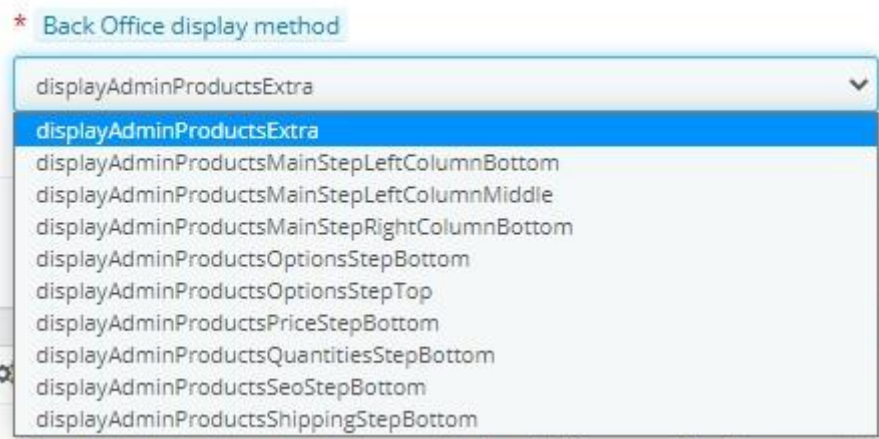 * Back Office display method
displayAdminProductsExtra
displayAdminProductsExtra
displayAdminProductsMainStepLeftColumnBottom
displayAdminProductsMainStepLeftColumnMiddle
displayAdminProductsMainStepRightColumnBottom
displayAdminProductsOptionsStepBottom
displayAdminProductsOptionsStepTop
displayAdminProductsPriceStepBottom
displayAdminProductsQuantitiesStepBottom
displayAdminProductsSeoStepBottom
displayAdminProductsShippingStepBottom